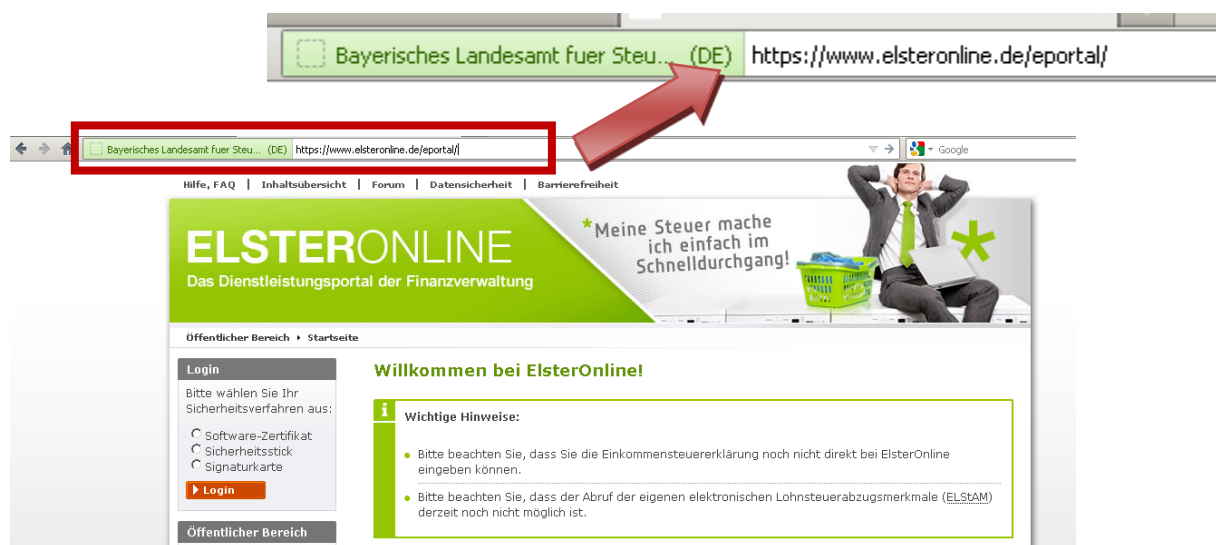 Bayerisches Landesamt fuer Steu... (DE) https://www.elsteronline.de/eportal/
Bayerisches Landesamt fuer Steu... (DE) https://www.elsteronline.de/eportal/
Google
Hilfe, FAQ | Inhaltsübersicht | Forum | Datensicherheit | Barrierefreiheit
*Meine Steuer mache
ich einfach im
Schnelldurchgang!
ELSTERONLINE
Das Dienstleistungsportal der Finanzverwaltung
Öffentlicher Bereich Startseite
Login
Bitte wählen Sie Ihr
Sicherheitsverfahren aus:
Software-Zertifikat
Sicherheitsstick
Signaturkarte
Login
Öffentlicher Bereich
Willkommen bei ElsterOnline!
i Wichtige Hinweise:
Bitte beachten Sie, dass Sie die Einkommensteuererklärung noch nicht direkt bei ElsterOnline
eingeben können.
Bitte beachten Sie, dass der Abruf der eigenen elektronischen Lohnsteuerabzugsmerkmale (ELStAM)
derzeit noch nicht möglich ist.